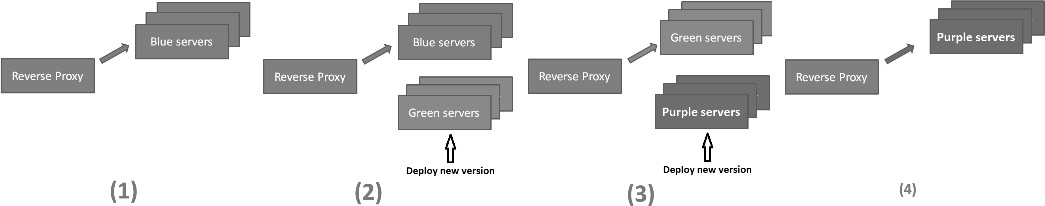 Blue servers
Reverse Proxy
(1)
Blue servers
Reverse Proxy
Green servers
Deploy new version
(2)
Green servers
Reverse Proxy
Purple servers
Deploy new version
(3)
Purple servers
Reverse Proxy
(4)